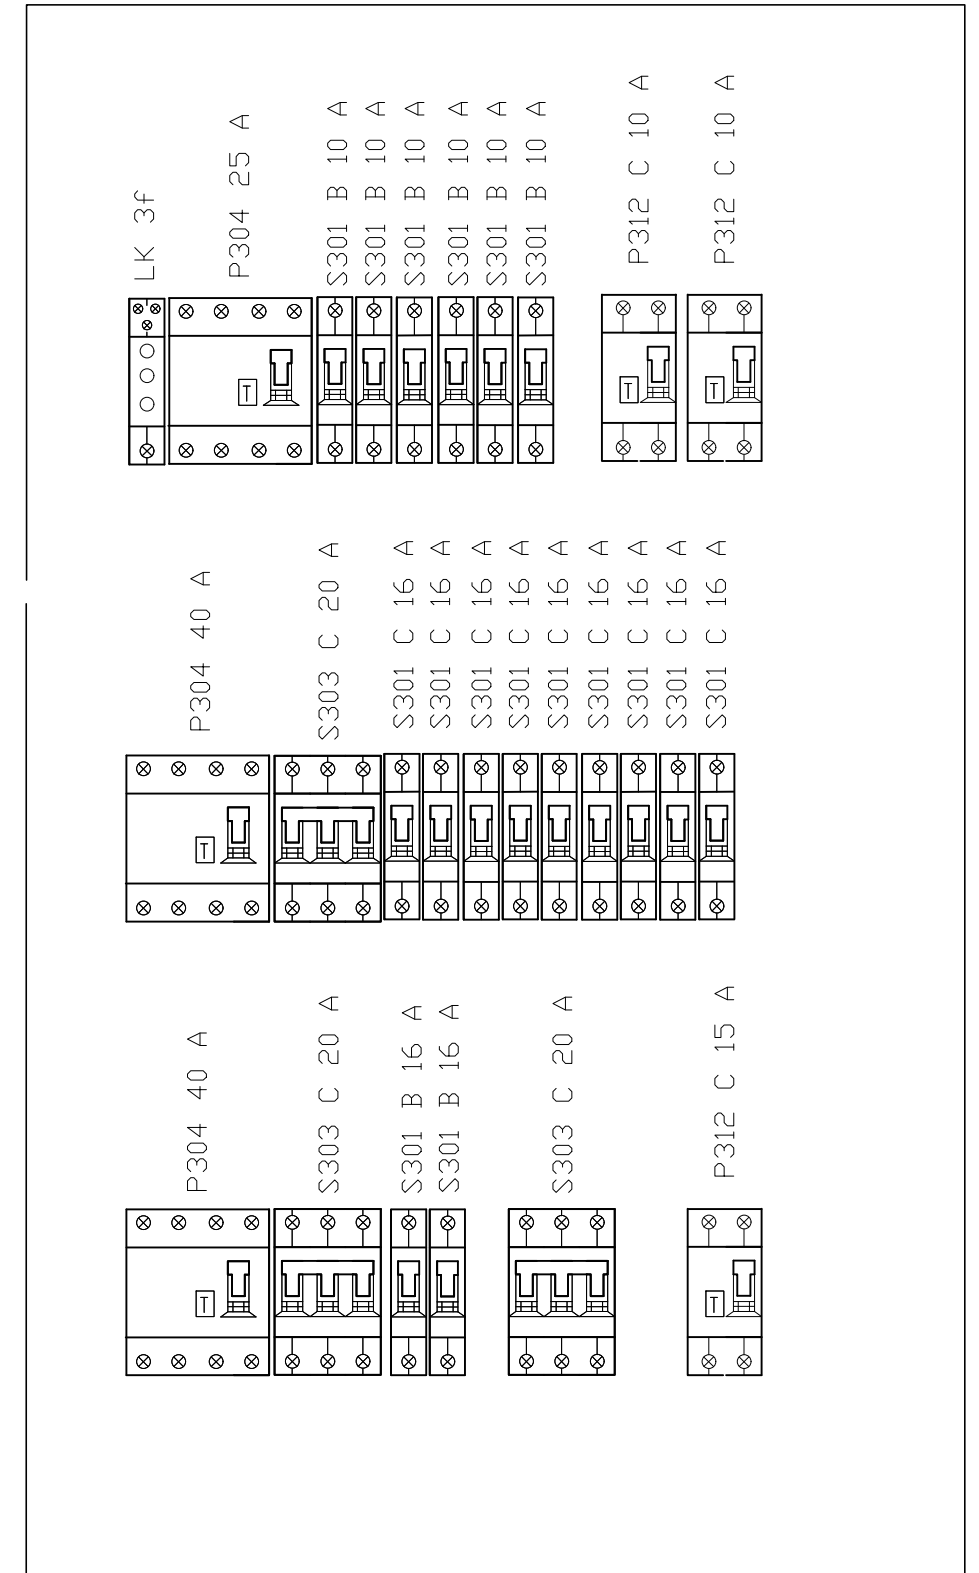 LK 3f
P304 25 A
S301 B 10 A
S301 B 10 A
S301 B 10 A
S301 B 10 A
S301 B 10 A
S301 B 10 A
P312 C 10 A
P312 C 10 A
T
T
T
P304 40 A
S303 C 20 A
S301 C 16 A
S301 C 16 A
S301 C 16 A
S301 C 16 A
S301 C 16 A
S301 C 16 A
S301 C 16 A
S301 C 16 A
S301 C 16 A
T
P304 40 A
S303 C 20 A
S301 B 16 A
S301 B 16 A
S303 C 20 A
P312 C 15 A
T
T